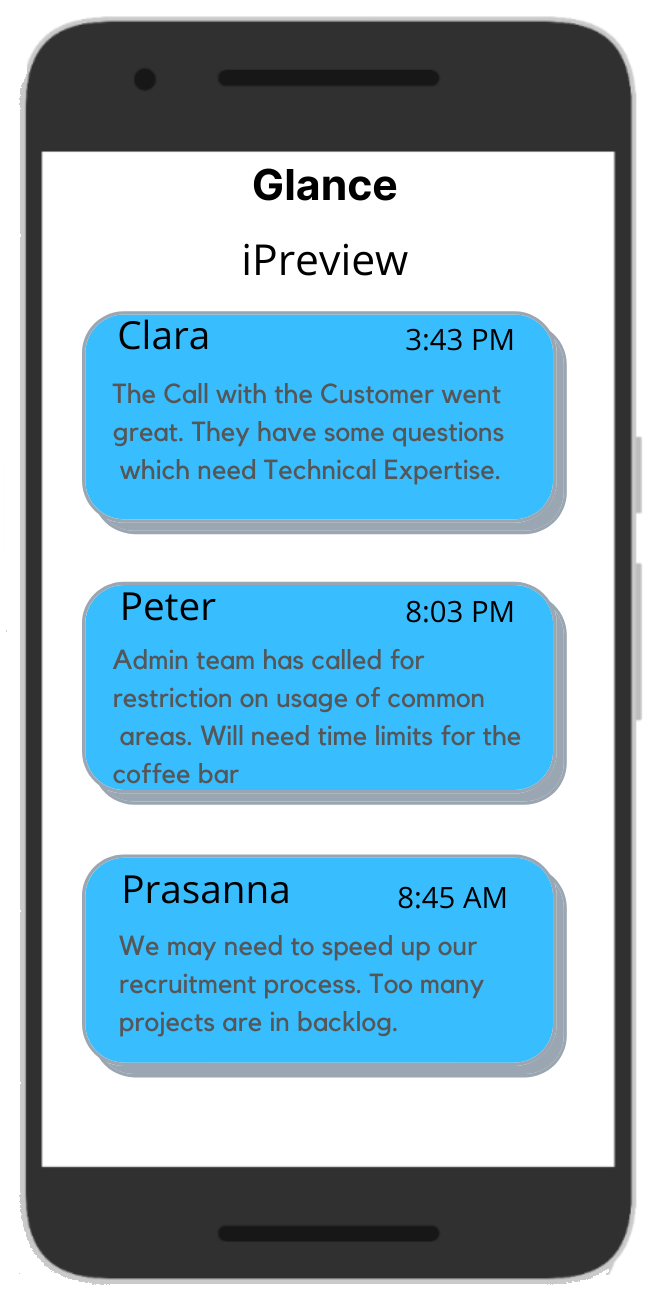 Glance
iPreview
Clara 3:43 PM
The Call with the Customer went
great. They have some questions
which need Technical Expertise.
Peter 8:03 PM
Admin team has called for
restriction on usage of common
areas. Will need time limits for the
coffee bar
Prasanna 8:45 AM
We may need to speed up our
recruitment process. Too many
projects are in backlog.